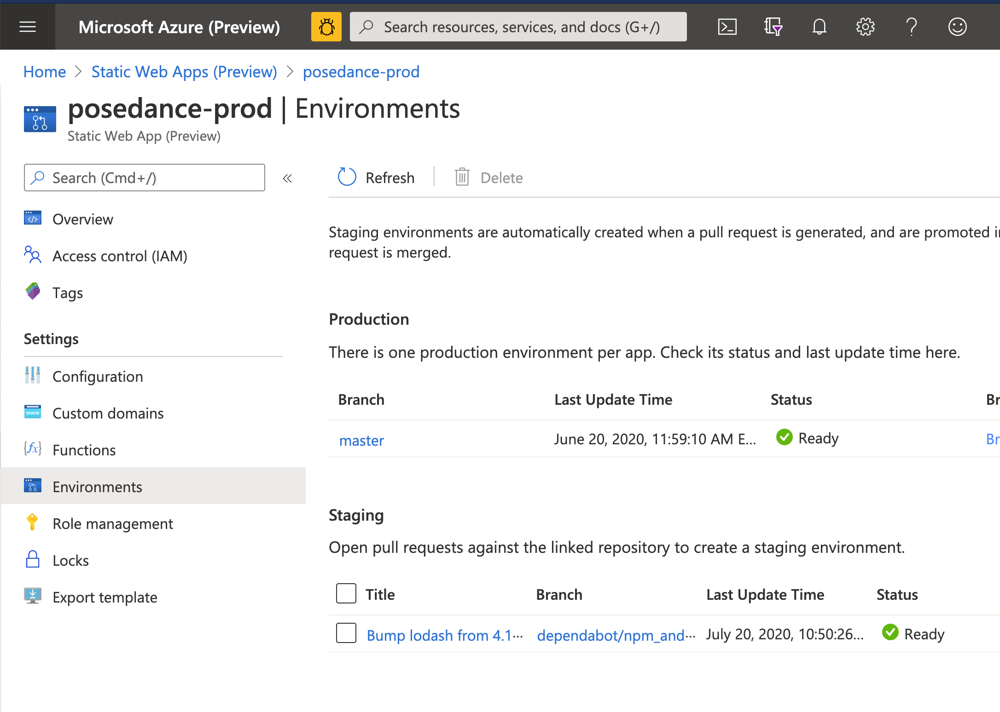 Microsoft Azure (Preview)
Search resources, services, and docs (G+/)
Home > Static Web Apps (Preview) > posedance-prod
posedance-prod | Environments
Static Web App (Preview)
Search (Cmd+/)
«
Refresh
Delete
Overview
Access control (IAM)
Tags
Settings
Configuration
Custom domains
Functions
Environments
Role management
Locks
Export template
Staging environments are automatically created when a pull request is generated, and are promoted
request is merged.
Production
There is one production environment per app. Check its status and last update time here.
Branch Last Update Time Status Br
master June 20, 2020, 11:59:10 AM E... Ready Br
Staging
Open pull requests against the linked repository to create a staging environment.
Title Branch Last Update Time Status
Bump lodash from 4.1... dependabot/npm_and... July 20, 2020, 10:50:26... Ready